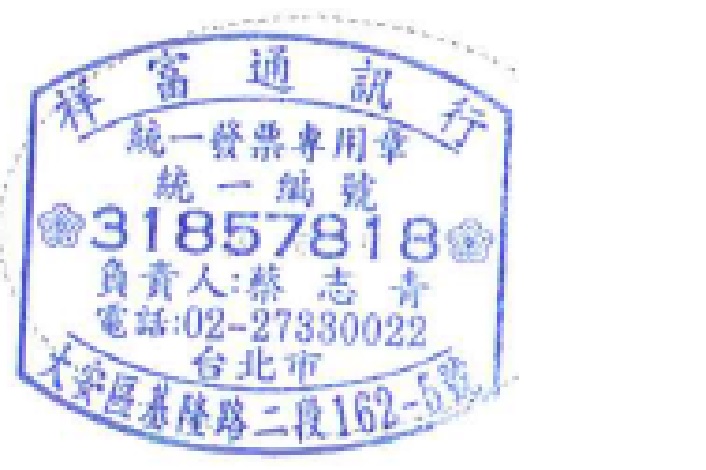 祥富通訊行
統一發票專用章
統一編號
31857818
負責人:蔡志青
電話:02-27330022
台北市
大安區基隆路二段162-5號